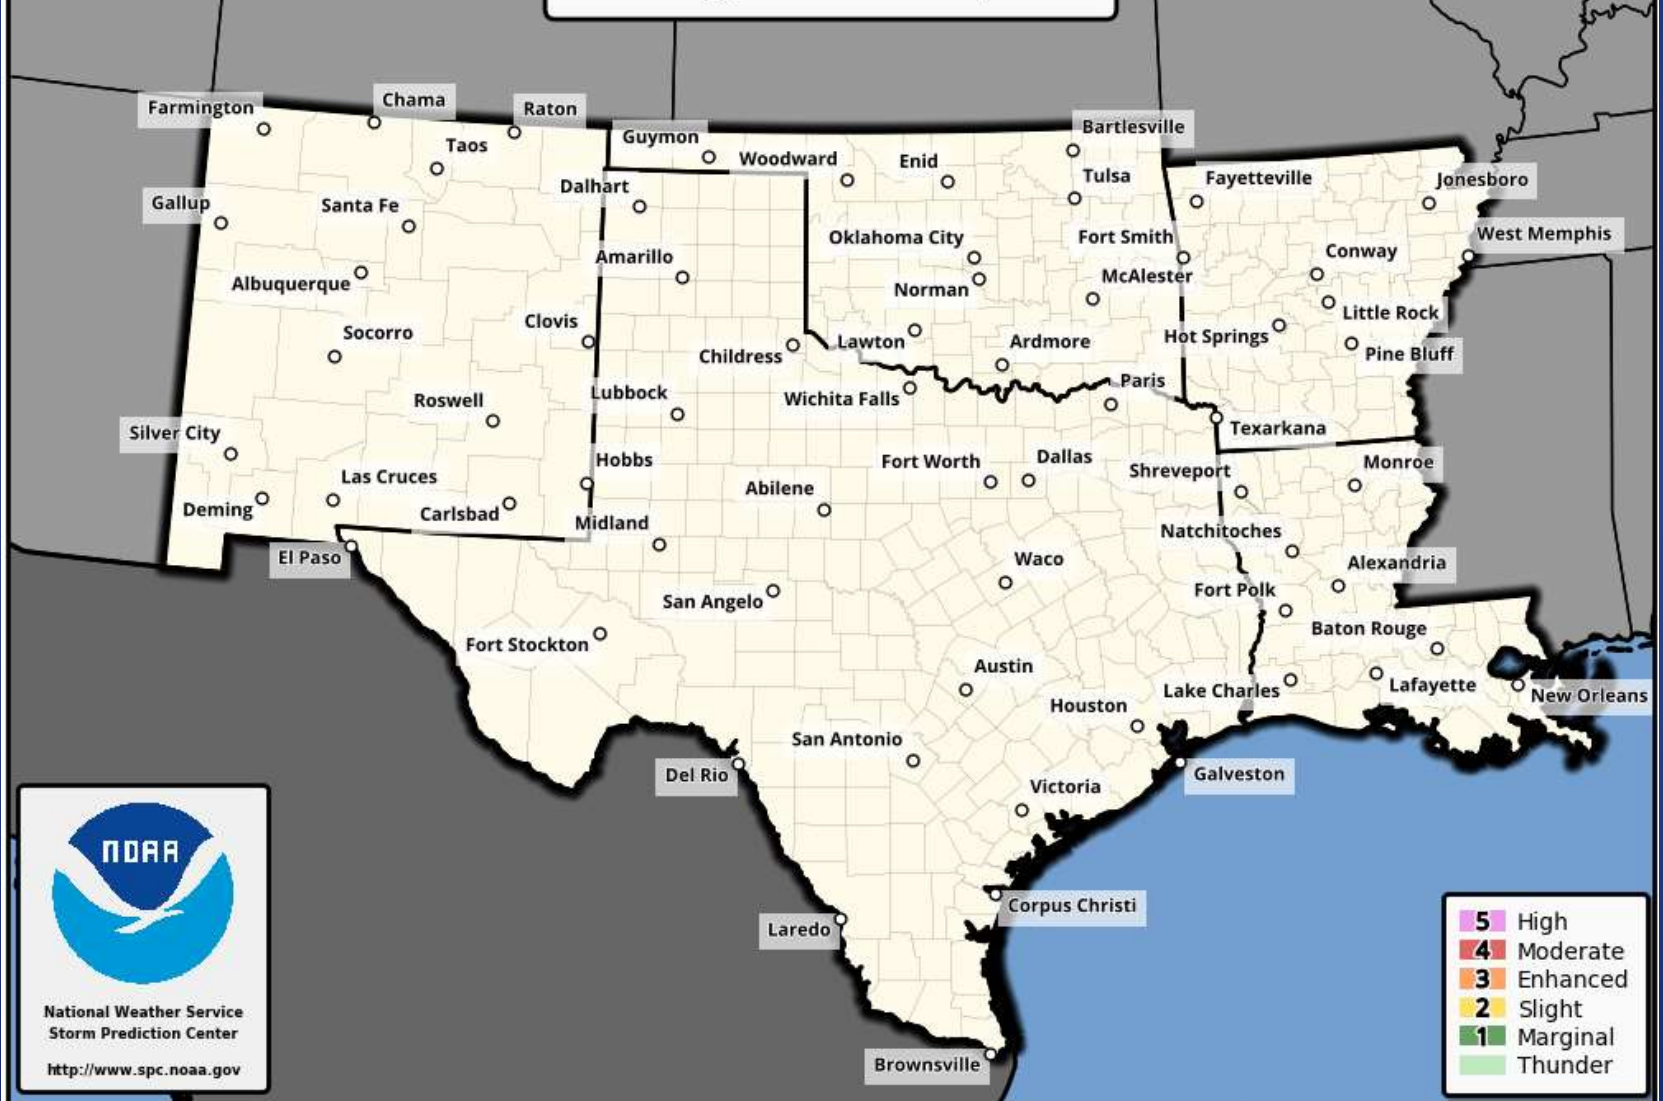 Farmington
Chama
Raton
Taos
Guymon
Woodward
Enid
Bartlesville
Tulsa
Fayetteville
Jonesboro
Dalhart
Gallup
Santa Fe
Oklahoma City
Fort Smith
West Memphis
Conway
Amarillo
McAlester
Albuquerque
Norman
Little Rock
Clovis
Socorro
Hot Springs
Lawton
Ardmore
Pine Bluff
Childress
Paris
Lubbock
Wichita Falls
Roswell
Texarkana
Silver City
Hobbs
Fort Worth
Dallas
Monroe
Shreveport
Las Cruces
Abilene
Deming
Carlsbad
Midland
Natchitoches
El Paso
Waco
Alexandria
Fort Polk
San Angelo
Baton Rouge
Fort Stockton
Austin
Lafayette
Lake Charles
New Orleans
Houston
San Antonio
Del Rio
Galveston
Victoria
Corpus Christi
Laredo
Brownsville
NOAA
National Weather Service
Storm Prediction Center
http://www.spc.noaa.gov
5 High
4 Moderate
3 Enhanced
2 Slight
1 Marginal
Thunder